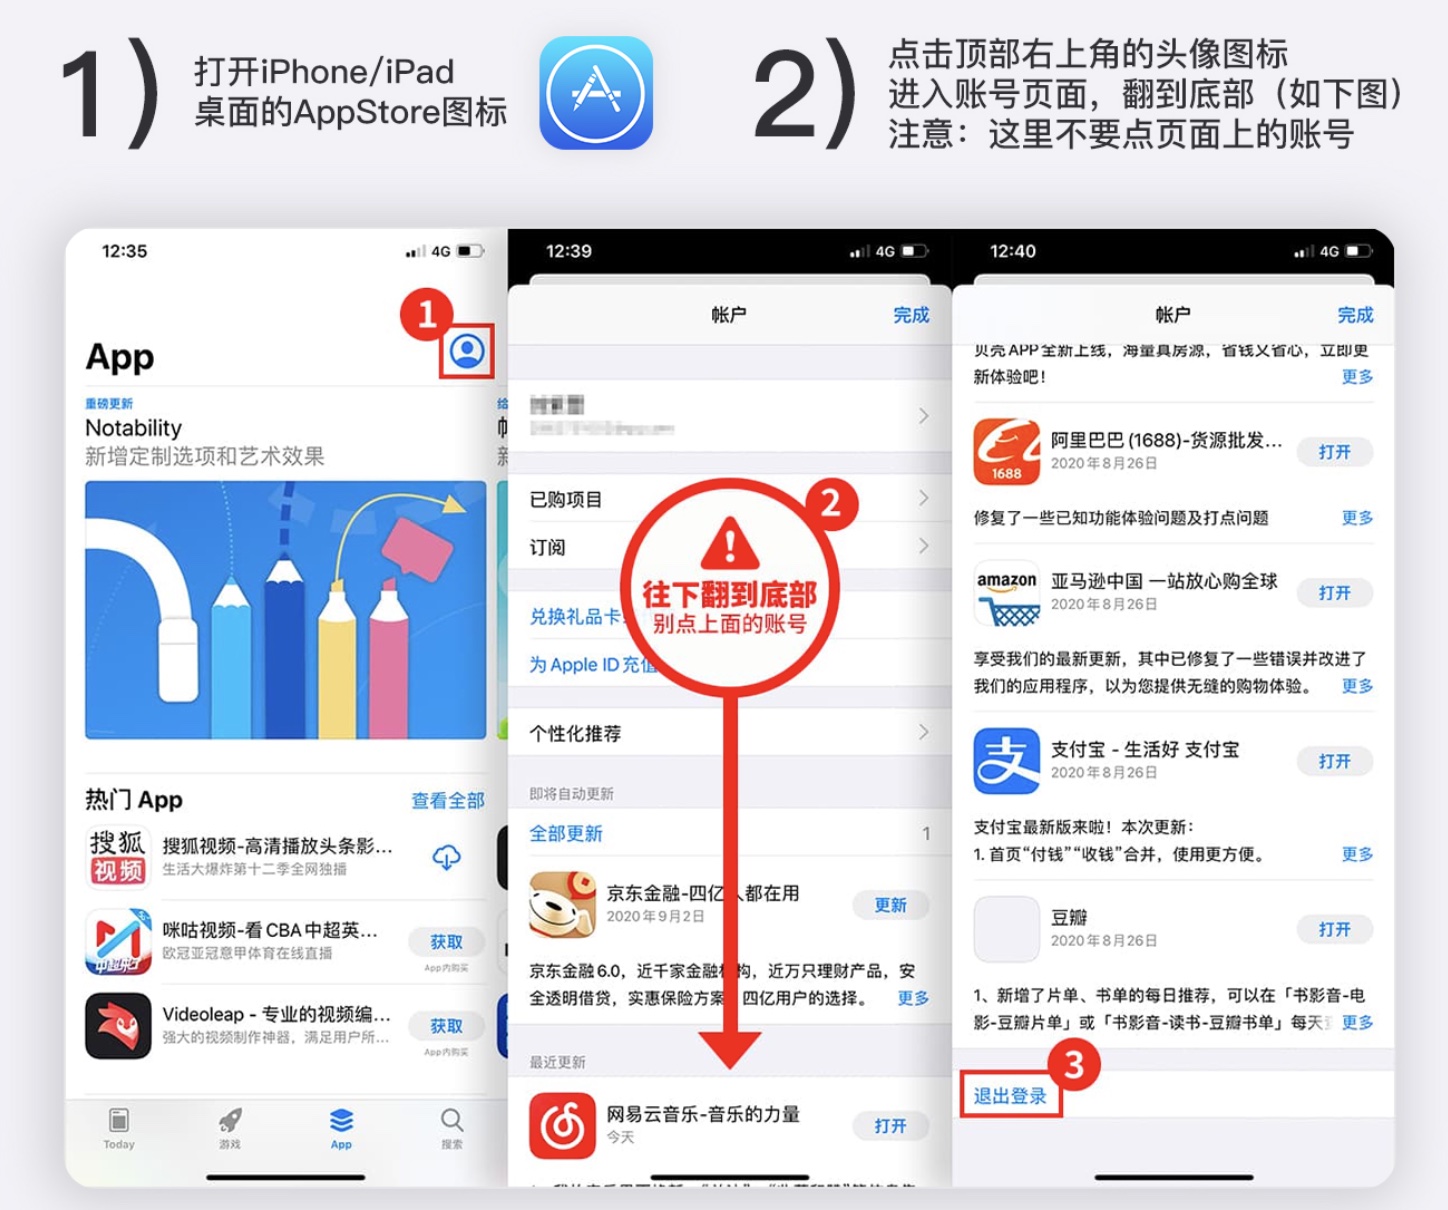 1）
打开iPhone/iPad
桌面的AppStore图标
2）
点击顶部右上角的头像图标
进入账号页面，翻到底部（如下图）
注意：这里不要点页面上的账号
12:35
4G
1
App
重磅更新
Notability
新增定制选项和艺术效果
热门 App
查看全部
搜狐
视频
搜狐视频-高清播放头条影...
生活大爆炸第十二季全网独播
咪咕视频-看CBA中超英...
欧冠亚冠意甲体育在线直播
获取
App内购买
Videoleap - 专业的视频编...
强大的视频制作神器，满足用户所...
获取
App内购买
Today
游戏
App
搜索
12:39
4G
帐户
完成
已购项目
订阅
兑换礼品卡
为 Apple ID 充值
2
往下翻到底部
别点上面的账号
个性化推荐
即将自动更新
全部更新
1
京东金融-四亿人都在用
2020年9月2日
更新
京东金融6.0，近千家金融机构，近万只理财产品，安
全透明借贷，实惠保险方案 四亿用户的选择。
更多
最近更新
网易云音乐-音乐的力量
今天
打开
12:40
4G
帐户
完成
贝壳APP全新上线，海量真房源，省钱又省心，立即更
新体验吧！
更多
1688
阿里巴巴(1688)-货源批发...
2020年8月26日
打开
修复了一些已知功能体验问题及打点问题
更多
amazon
亚马逊中国 一站放心购全球
2020年8月26日
打开
享受我们的最新更新，其中已修复了一些错误并改进了
我们的应用程序，以为您提供无缝的购物体验。
更多
支
支付宝 - 生活好 支付宝
2020年8月26日
打开
支付宝最新版来啦！本次更新：
1. 首页“付钱”“收钱”合并，使用更方便。
更多
豆瓣
2020年8月26日
打开
1、新增了片单、书单的每日推荐，可以在「书影音-电
影-豆瓣片单」或「书影音-读书-豆瓣书单」每天
更多
3
退出登录